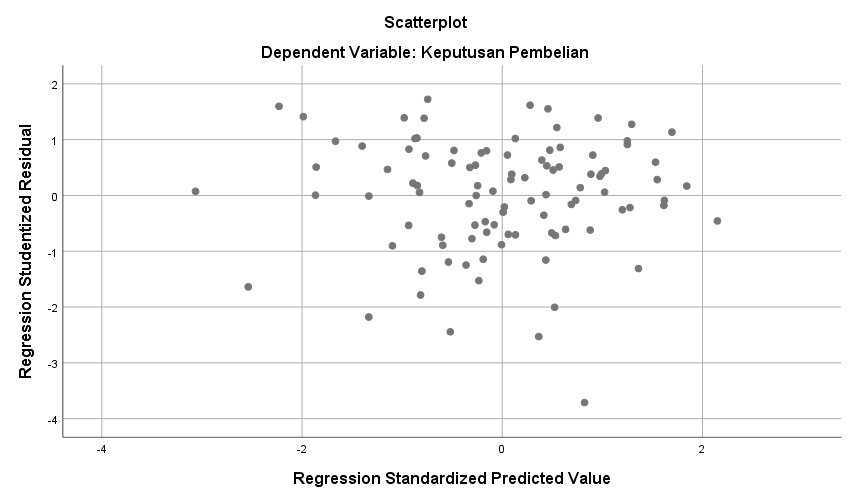 Scatterplot
Dependent Variable: Keputusan Pembelian
Regression Studentized Residual
2
1
0
-1
-2
-3
-4
-4
-2
0
2
Regression Standardized Predicted Value